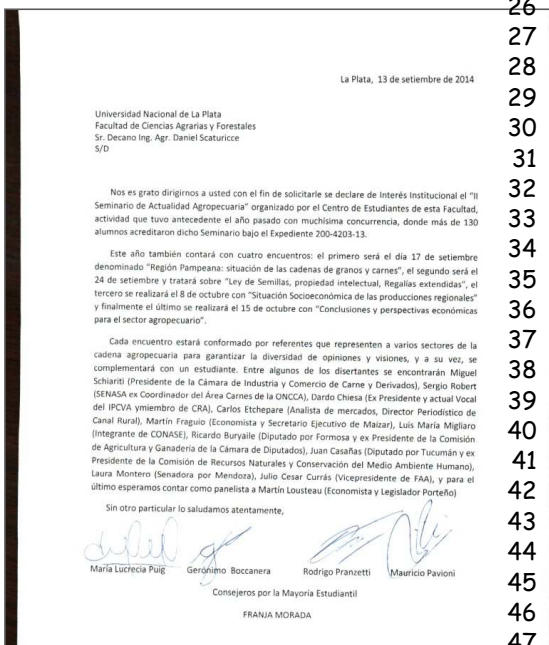 26
27
28
La Plata, 13 de setiembre de 2014
29
Universidad Nacional de La Plata
Facultad de Ciencias Agrarias y Forestales
30
Sr. Decano Ing. Agr. Daniel Scaturicce
S/D
31
32
Nos es grato dirigirnos a usted con el fin de solicitarle se declare de Interés Institucional el "II
Seminario de Actualidad Agropecuaria" organizado por el Centro de Estudiantes de esta Facultad,
33
actividad que tuvo antecedente el año pasado con muchísima concurrencia, donde más de 130
alumnos acreditaron dicho Seminario bajo el Expediente 200-4203-13.
34
Este año también contará con cuatro encuentros: el primero será el día 17 de setiembre
denominado "Región Pampeana: situación de las cadenas de granos y carnes", el segundo será el
35
24 de setiembre y tratará sobre "Ley de Semillas, propiedad intelectual, Regalías extendidas", el
tercero se realizará el 8 de octubre con "Situación Socioeconómica de las producciones regionales"
36
y finalmente el último se realizará el 15 de octubre con "Conclusiones y perspectivas económicas
para el sector agropecuario".
37
Cada encuentro estará conformado por referentes que representen a varios sectores de la
cadena agropecuaria para garantizar la diversidad de opiniones y visiones, y a su vez, se
38
complementará con un estudiante. Entre algunos de los disertantes se encontrarán Miguel
Schiariti (Presidente de la Cámara de Industria y Comercio de Carne y Derivados), Sergio Robert
(SENASA ex Coordinador del Área Carnes de la ONCCA), Dardo Chiesa (Ex Presidente y actual Vocal
39
del IPCVA ymiembro de CRA), Carlos Etchepare (Analista de mercados, Director Periodístico de
Canal Rural), Martín Fraguio (Economista y Secretario Ejecutivo de Maizar), Luis María Migliaro
40
(Integrante de CONASE), Ricardo Buryaile (Diputado por Formosa y ex Presidente de la Comisión
de Agricultura y Ganadería de la Cámara de Diputados), Juan Casañas (Diputado por Tucumán y ex
41
Presidente de la Comisión de Recursos Naturales y Conservación del Medio Ambiente Humano),
Laura Montero (Senadora por Mendoza), Julio Cesar Currás (Vicepresidente de FAA), y para el
42
último esperamos contar como panelista a Martín Lousteau (Economista y Legislador Porteño)
Sin otro particular lo saludamos atentamente,
43
44
María Lucrecia Puig Gerónimo Boccanera Rodrigo Pranzetti Mauricio Pavioni
45
Consejeros por la Mayoría Estudiantil
46
FRANJA MORADA
47